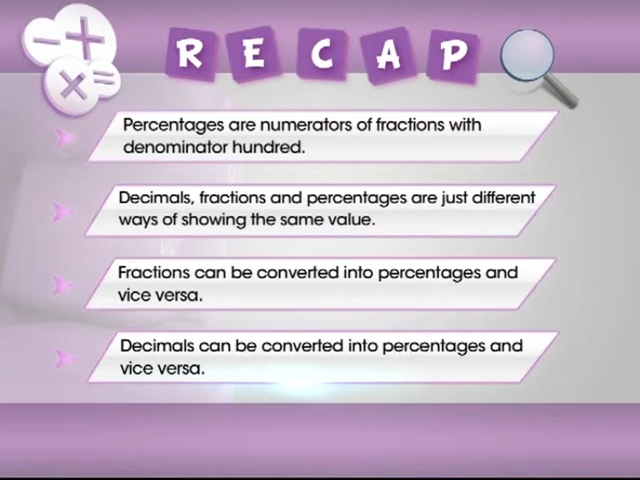 RECAP
Percentages are numerators of fractions with
denominator hundred.
Decimals, fractions and percentages are just different
ways of showing the same value.
Fractions can be converted into percentages and
vice versa.
Decimals can be converted into percentages and
vice versa.